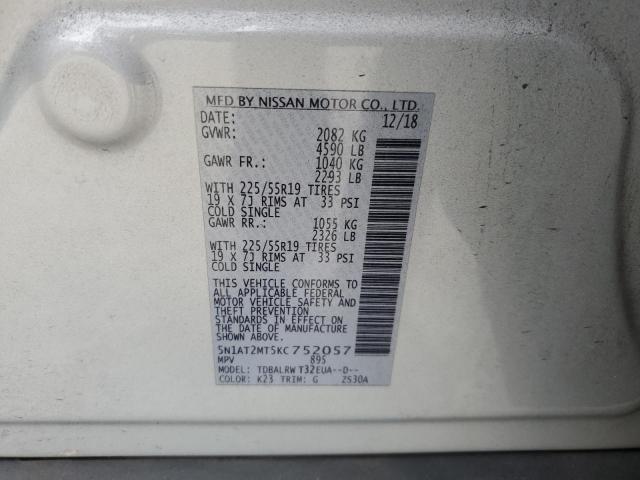 MFD BY NISSAN MOTOR CO., LTD.
DATE: 12/18
GVWR: 2082 KG
4590 LB
GAWR FR.: 1040 KG
2293 LB
WITH 225/55R19 TIRES
19 X 7J RIMS AT 33 PSI
COLD SINGLE
GAWR RR.: 1055 KG
2326 LB
WITH 225/55R19 TIRES
19 X 7J RIMS AT 33 PSI
COLD SINGLE
THIS VEHICLE CONFORMS TO
ALL APPLICABLE FEDERAL
MOTOR VEHICLE SAFETY AND
THEFT PREVENTION
STANDARDS IN EFFECT ON
THE DATE OF MANUFACTURE
SHOWN ABOVE.
5N1AT2MT5KC752057
MPV 895
MODEL: TDBALRW T32EUA--D--
COLOR: K23 TRIM: G 2S30A